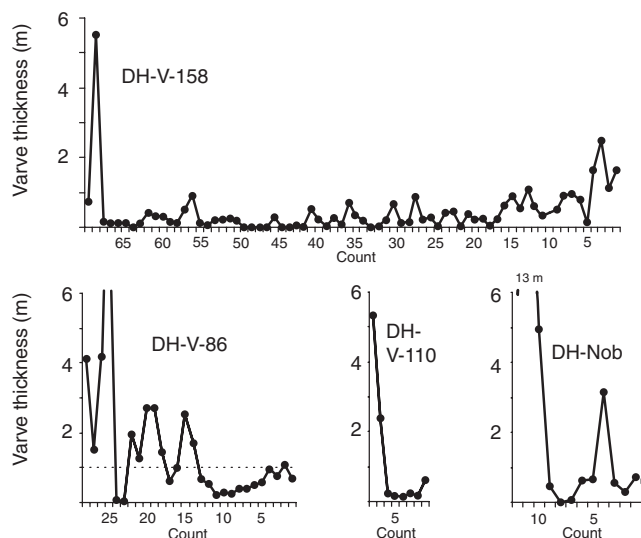 6
4
2
Varve thickness (m)
DH-V-158
65 60 55 50 45 40 35 30 25 20 15 10 5
Count
6
4
2
Varve thickness (m)
DH-V-86
25 20 15 10 5
Count
6
4
2
DH-
V-110
5
Count
13 m
6
4
2
DH-Nob
10 5
Count